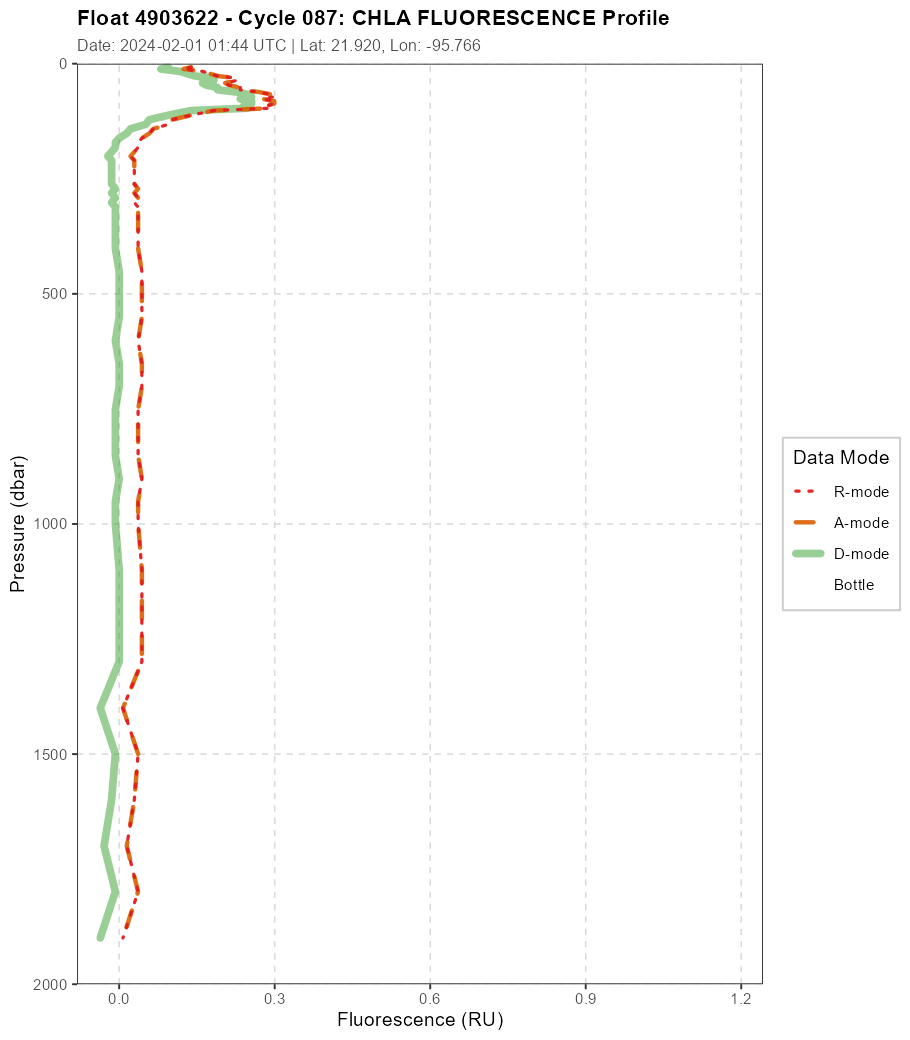 Float 4903622 - Cycle 087: CHLA FLUORESCENCE Profile
Date: 2024-02-01 01:44 UTC | Lat: 21.920, Lon: -95.766
0
500
1000
1500
2000
Pressure (dbar)
0.0 0.3 0.6 0.9 1.2
Fluorescence (RU)
Data Mode
R-mode
A-mode
D-mode
Bottle